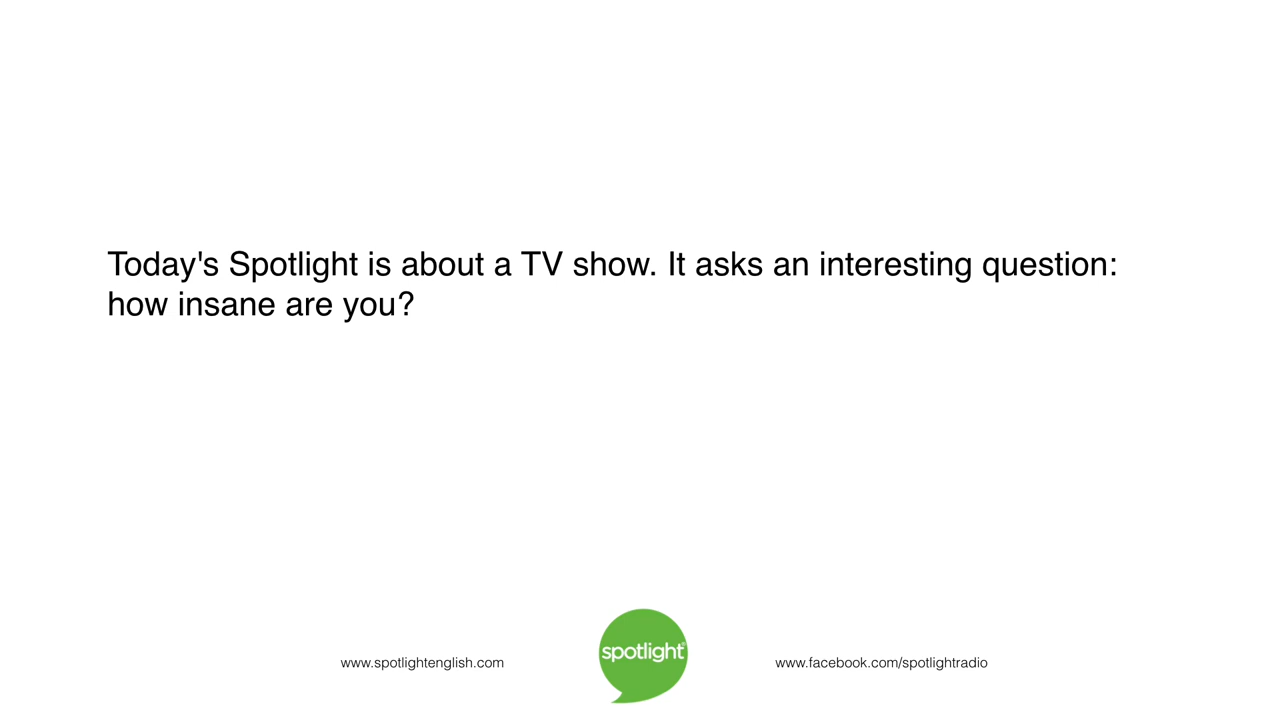 Today's Spotlight is about a TV show. It asks an interesting question:
how insane are you?
www.spotlightenglish.com
spotlight®
www.facebook.com/spotlightradio